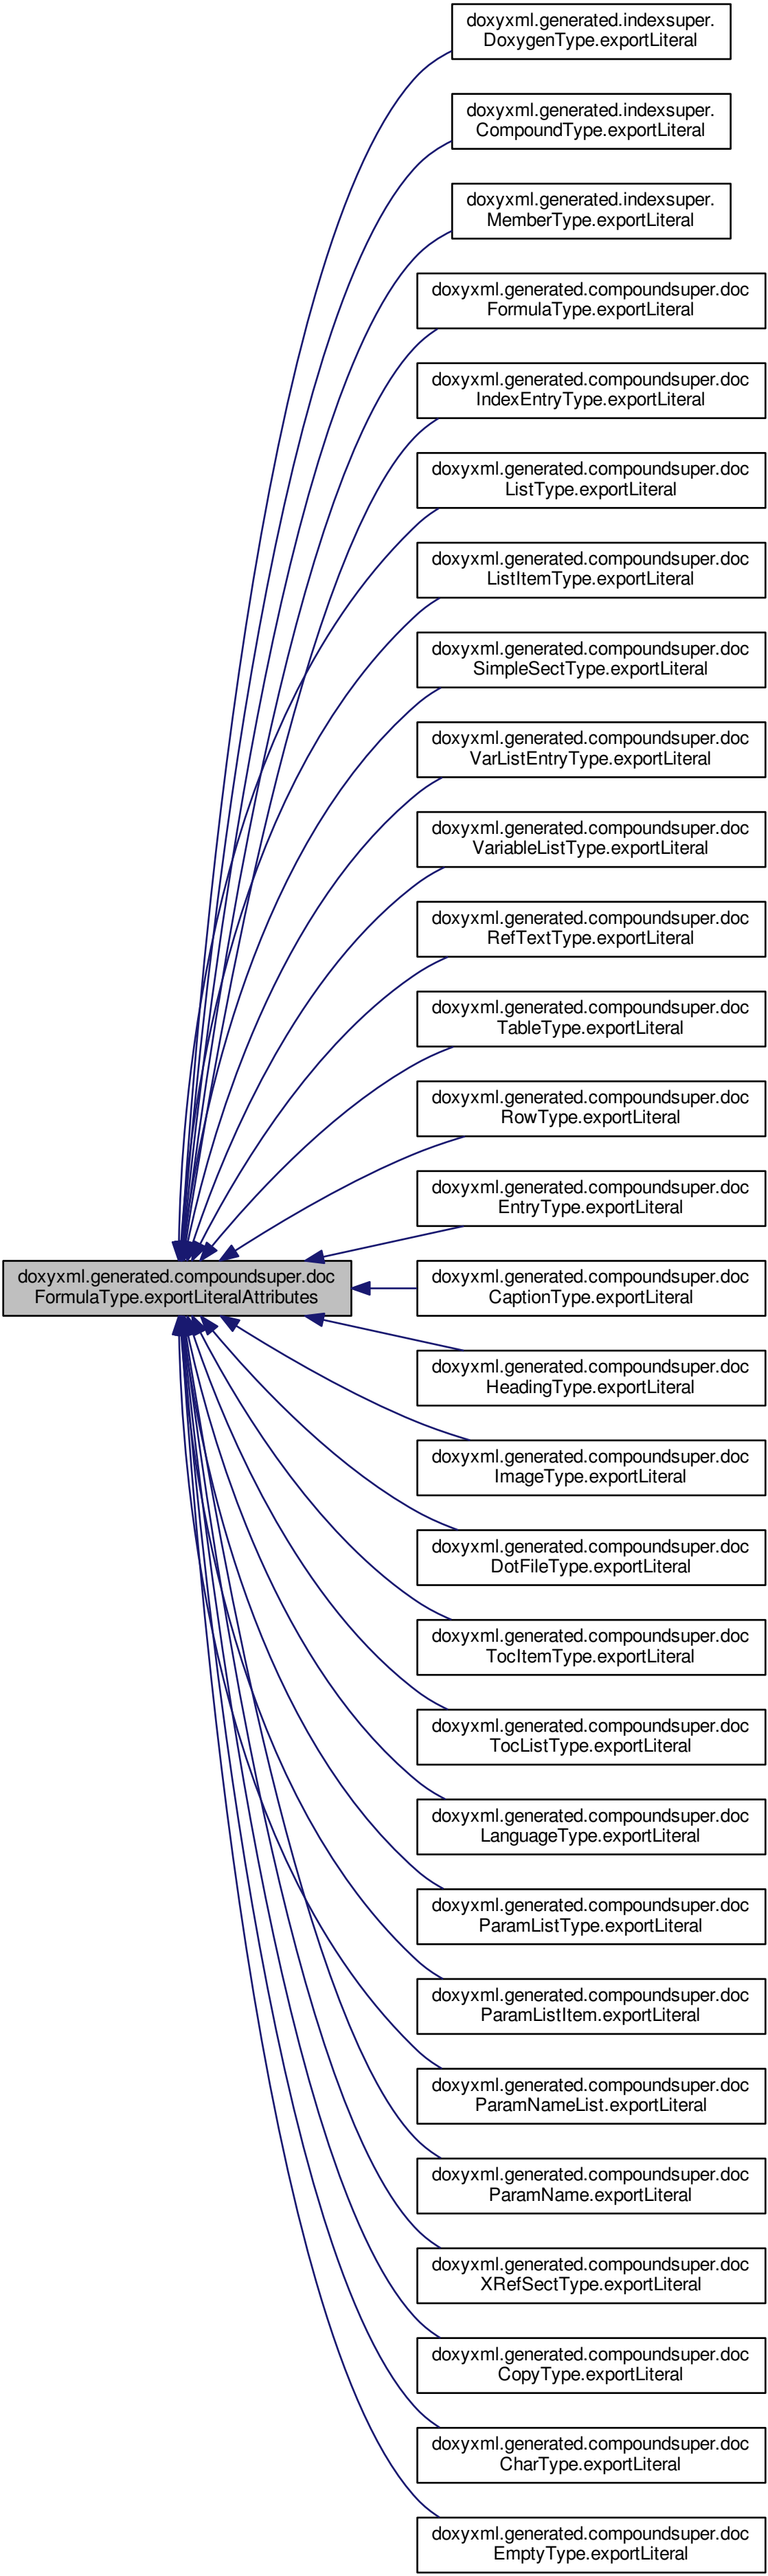 doxyxml.generated.indexsuper.
DoxygenType.exportLiteral
doxyxml.generated.indexsuper.
CompoundType.exportLiteral
doxyxml.generated.indexsuper.
MemberType.exportLiteral
doxyxml.generated.compoundsuper.doc
FormulaType.exportLiteral
doxyxml.generated.compoundsuper.doc
IndexEntryType.exportLiteral
doxyxml.generated.compoundsuper.doc
ListType.exportLiteral
doxyxml.generated.compoundsuper.doc
ListItemType.exportLiteral
doxyxml.generated.compoundsuper.doc
SimpleSectType.exportLiteral
doxyxml.generated.compoundsuper.doc
VarListEntryType.exportLiteral
doxyxml.generated.compoundsuper.doc
VariableListType.exportLiteral
doxyxml.generated.compoundsuper.doc
RefTextType.exportLiteral
doxyxml.generated.compoundsuper.doc
TableType.exportLiteral
doxyxml.generated.compoundsuper.doc
RowType.exportLiteral
doxyxml.generated.compoundsuper.doc
EntryType.exportLiteral
doxyxml.generated.compoundsuper.doc
FormulaType.exportLiteralAttributes
doxyxml.generated.compoundsuper.doc
CaptionType.exportLiteral
doxyxml.generated.compoundsuper.doc
HeadingType.exportLiteral
doxyxml.generated.compoundsuper.doc
ImageType.exportLiteral
doxyxml.generated.compoundsuper.doc
DotFileType.exportLiteral
doxyxml.generated.compoundsuper.doc
TocItemType.exportLiteral
doxyxml.generated.compoundsuper.doc
TocListType.exportLiteral
doxyxml.generated.compoundsuper.doc
LanguageType.exportLiteral
doxyxml.generated.compoundsuper.doc
ParamListType.exportLiteral
doxyxml.generated.compoundsuper.doc
ParamListItem.exportLiteral
doxyxml.generated.compoundsuper.doc
ParamNameList.exportLiteral
doxyxml.generated.compoundsuper.doc
ParamName.exportLiteral
doxyxml.generated.compoundsuper.doc
XRefSectType.exportLiteral
doxyxml.generated.compoundsuper.doc
CopyType.exportLiteral
doxyxml.generated.compoundsuper.doc
CharType.exportLiteral
doxyxml.generated.compoundsuper.doc
EmptyType.exportLiteral